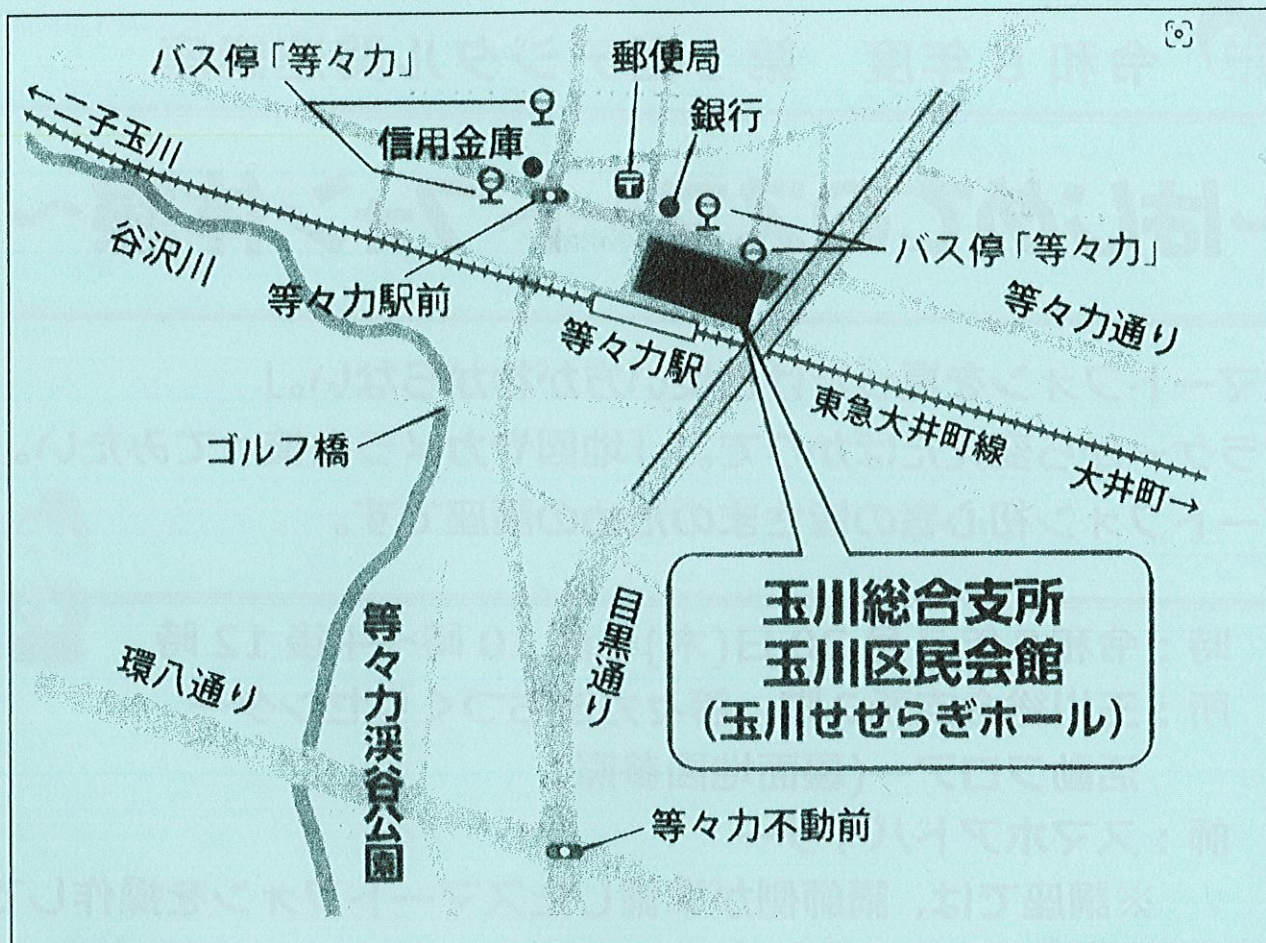 バス停「等々力」
郵便局
銀行
←二子玉川
信用金庫
谷沢川
等々力駅前
バス停「等々力」
等々力通り
等々力駅
東急大井町線
大井町→
ゴルフ橋
目黒通り
玉川総合支所
玉川区民会館
(玉川せせらぎホール)
環八通り
等々力渓谷公園
等々力不動前